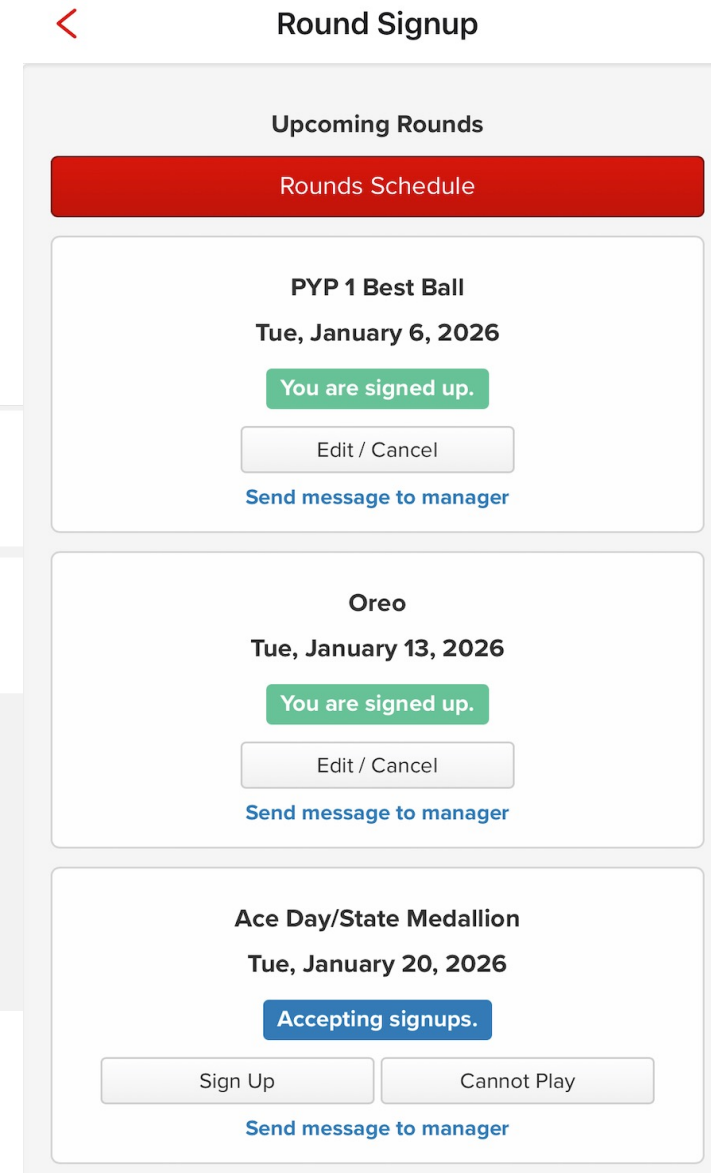 Round Signup
Upcoming Rounds
Rounds Schedule
PYP 1 Best Ball
Tue, January 6, 2026
You are signed up.
Edit / Cancel
Send message to manager
Oreo
Tue, January 13, 2026
You are signed up.
Edit / Cancel
Send message to manager
Ace Day/State Medallion
Tue, January 20, 2026
Accepting signups.
Sign Up Cannot Play
Send message to manager